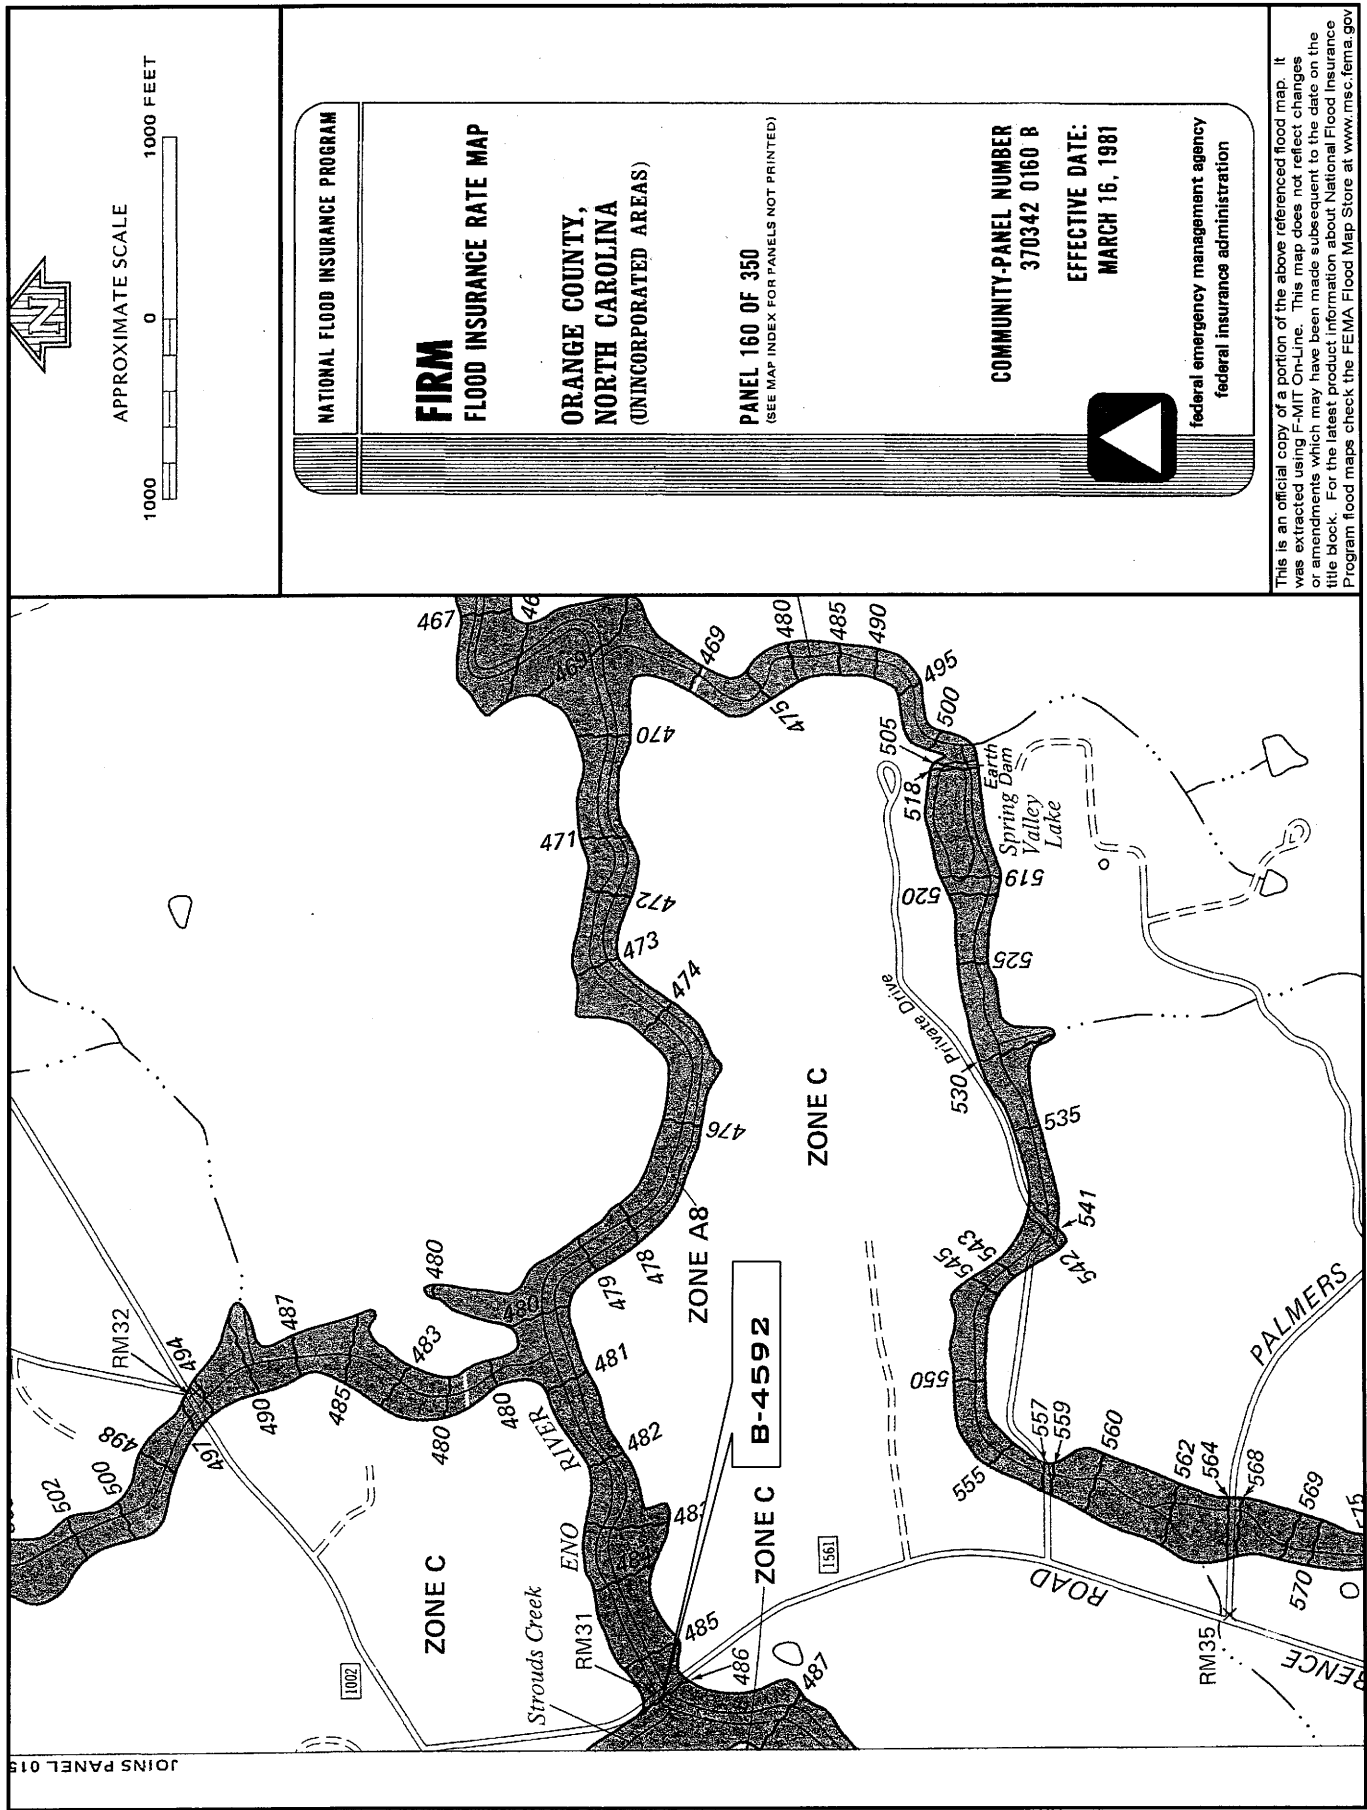 APPROXIMATE SCALE
1000 0 1000 FEET
N
NATIONAL FLOOD INSURANCE PROGRAM
FIRM
FLOOD INSURANCE RATE MAP
ORANGE COUNTY,
NORTH CAROLINA
(UNINCORPORATED AREAS)
PANEL 160 OF 350
(SEE MAP INDEX FOR PANELS NOT PRINTED)
COMMUNITY-PANEL NUMBER
370342 0160 B
EFFECTIVE DATE:
MARCH 16, 1981
federal emergency management agency
federal insurance administration
This is an official copy of a portion of the above referenced flood map. It
was extracted using F-MIT On-Line. This map does not reflect changes
or amendments which may have been made subsequent to the date on the
title block. For the latest product information about National Flood Insurance
Program flood maps check the FEMA Flood Map Store at www.msc.fema.gov
JOINS PANEL 015
1002
ZONE C
Strouds Creek
RM31
ENO
RIVER
RM32
502
500
498
497
494
490
487
485
483
480
480
480
480
481
482
483
484
485
486
487
479
478
476
474
473
472
471
470
469
467
46
469
475
480
485
490
495
500
505
518
Earth
Dam
Spring
Valley
Lake
519
520
525
Private Drive
530
535
541
542
543
545
550
555
557
559
560
562
564
568
569
570
575
ZONE A8
B-4592
ZONE C
ZONE C
1561
ROAD
RENCE
RM35
PALMERS